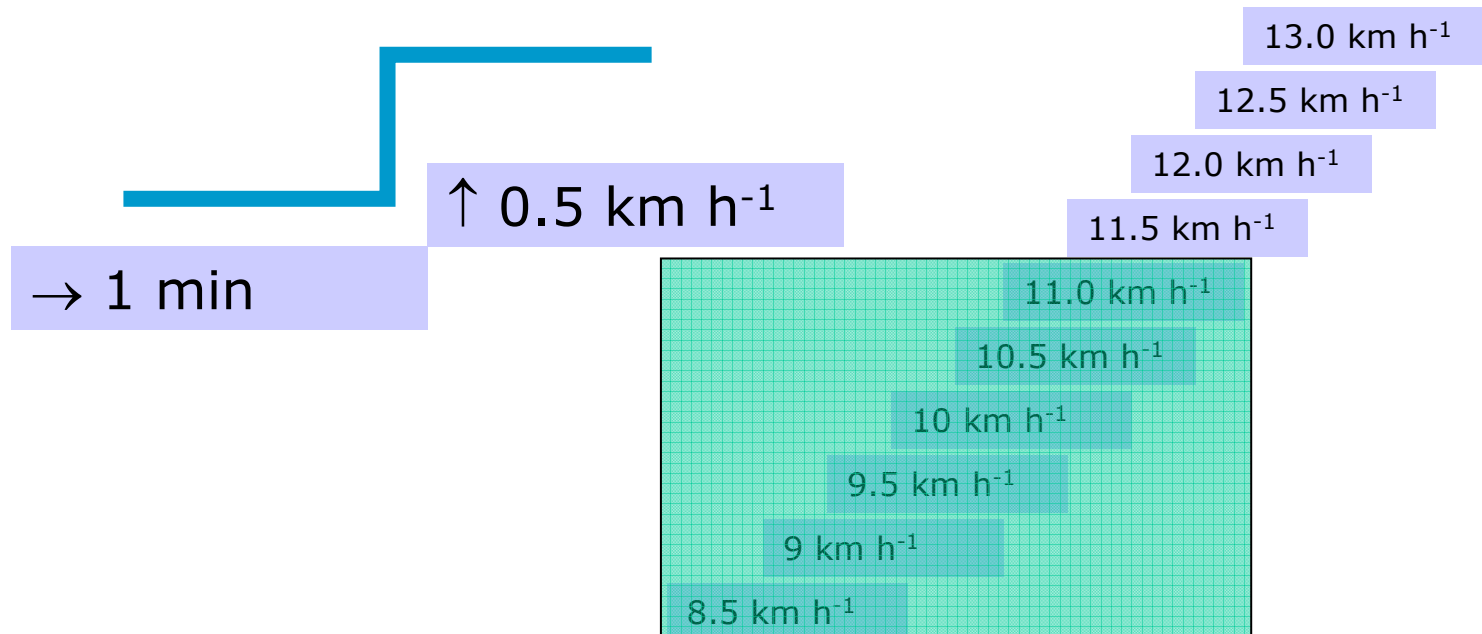 13.0 km h⁻¹
12.5 km h⁻¹
12.0 km h⁻¹
↑ 0.5 km h⁻¹
11.5 km h⁻¹
→ 1 min
11.0 km h⁻¹
10.5 km h⁻¹
10 km h⁻¹
9.5 km h⁻¹
9 km h⁻¹
8.5 km h⁻¹